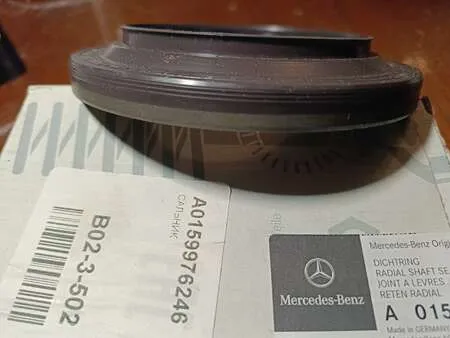 A0159976246
САЛЬНИК
B02-3-502
Mercedes-Benz
Mercedes-Benz Origi
DICHTRING
RADIAL SHAFT SE
JOINT A LEVRES
RETEN RADIAL
A 015
Made in GERMANY